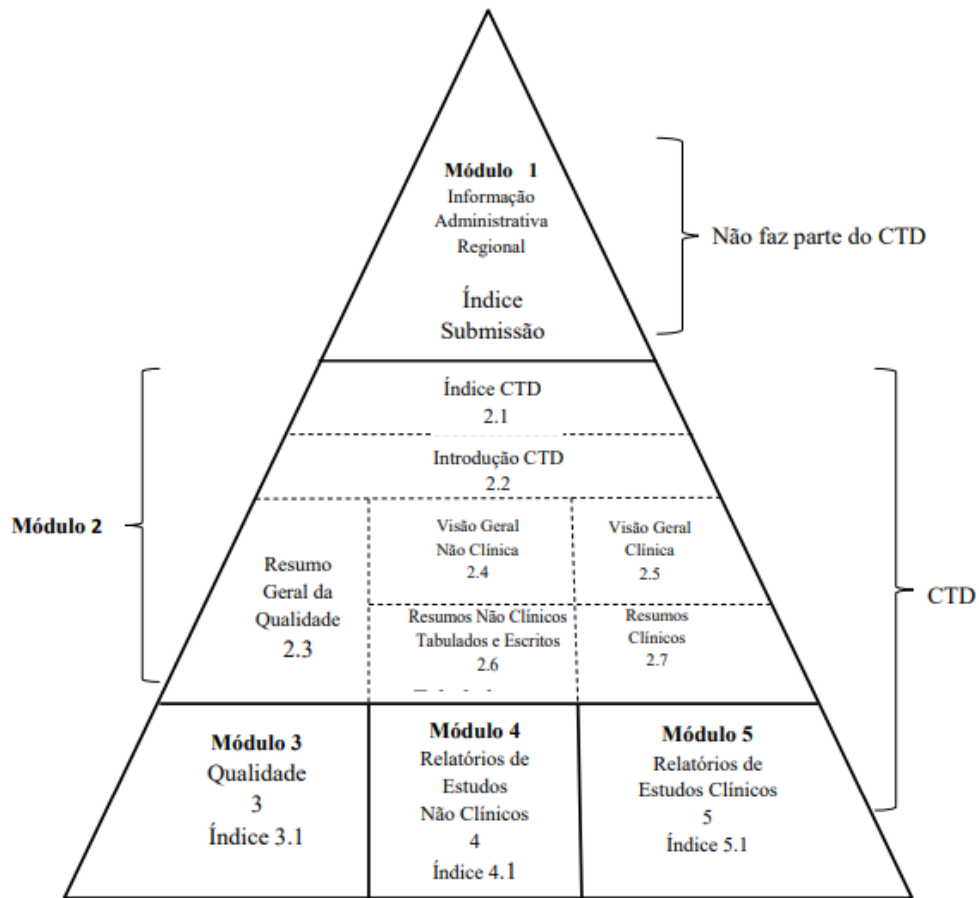 Módulo 1
Informação
Administrativa
Regional
Índice
Submissão
Não faz parte do CTD
Índice CTD
2.1
Introdução CTD
2.2
Módulo 2
Resumo
Geral da
Qualidade
2.3
Visão Geral
Não Clínica
2.4
Visão Geral
Clínica
2.5
Resumos Não Clínicos
Tabulados e Escritos
2.6
Resumos
Clínicos
2.7
CTD
Módulo 3
Qualidade
3
Índice 3.1
Módulo 4
Relatórios de
Estudos
Não Clínicos
4
Índice 4.1
Módulo 5
Relatórios de
Estudos Clínicos
5
Índice 5.1